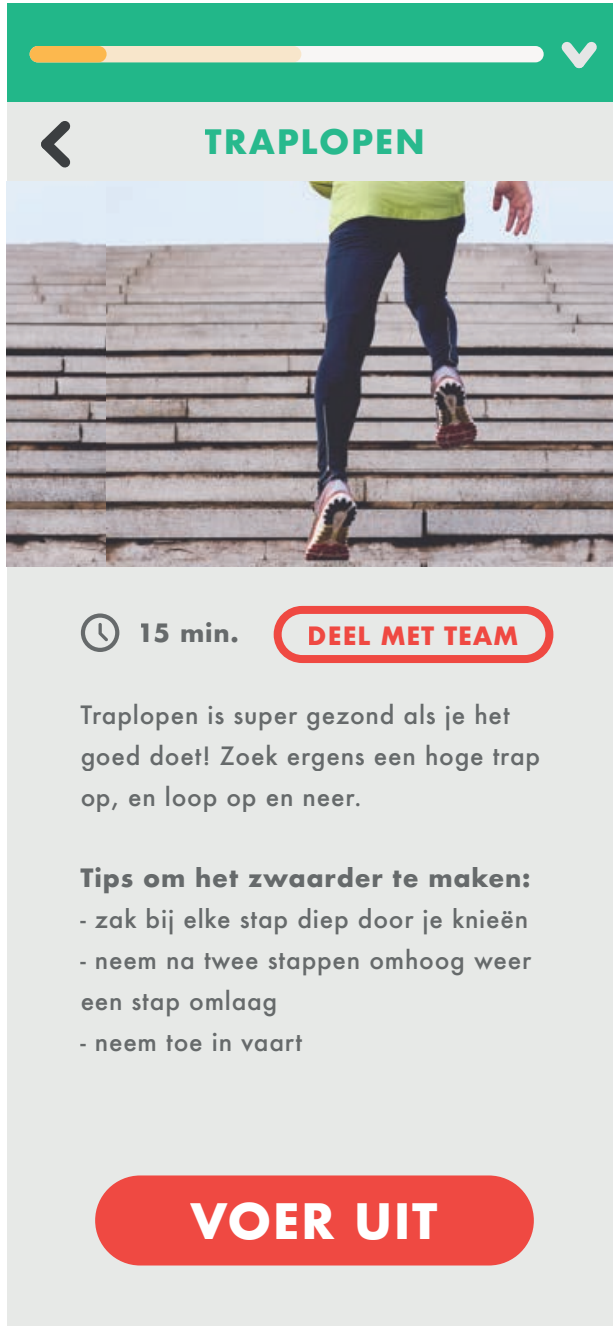 TRAPLOPEN
15 min.
DEEL MET TEAM
Traplopen is super gezond als je het
goed doet! Zoek ergens een hoge trap
op, en loop op en neer.
Tips om het zwaarder te maken:
- zak bij elke stap diep door je knieën
- neem na twee stappen omhoog weer
een stap omlaag
- neem toe in vaart
VOER UIT